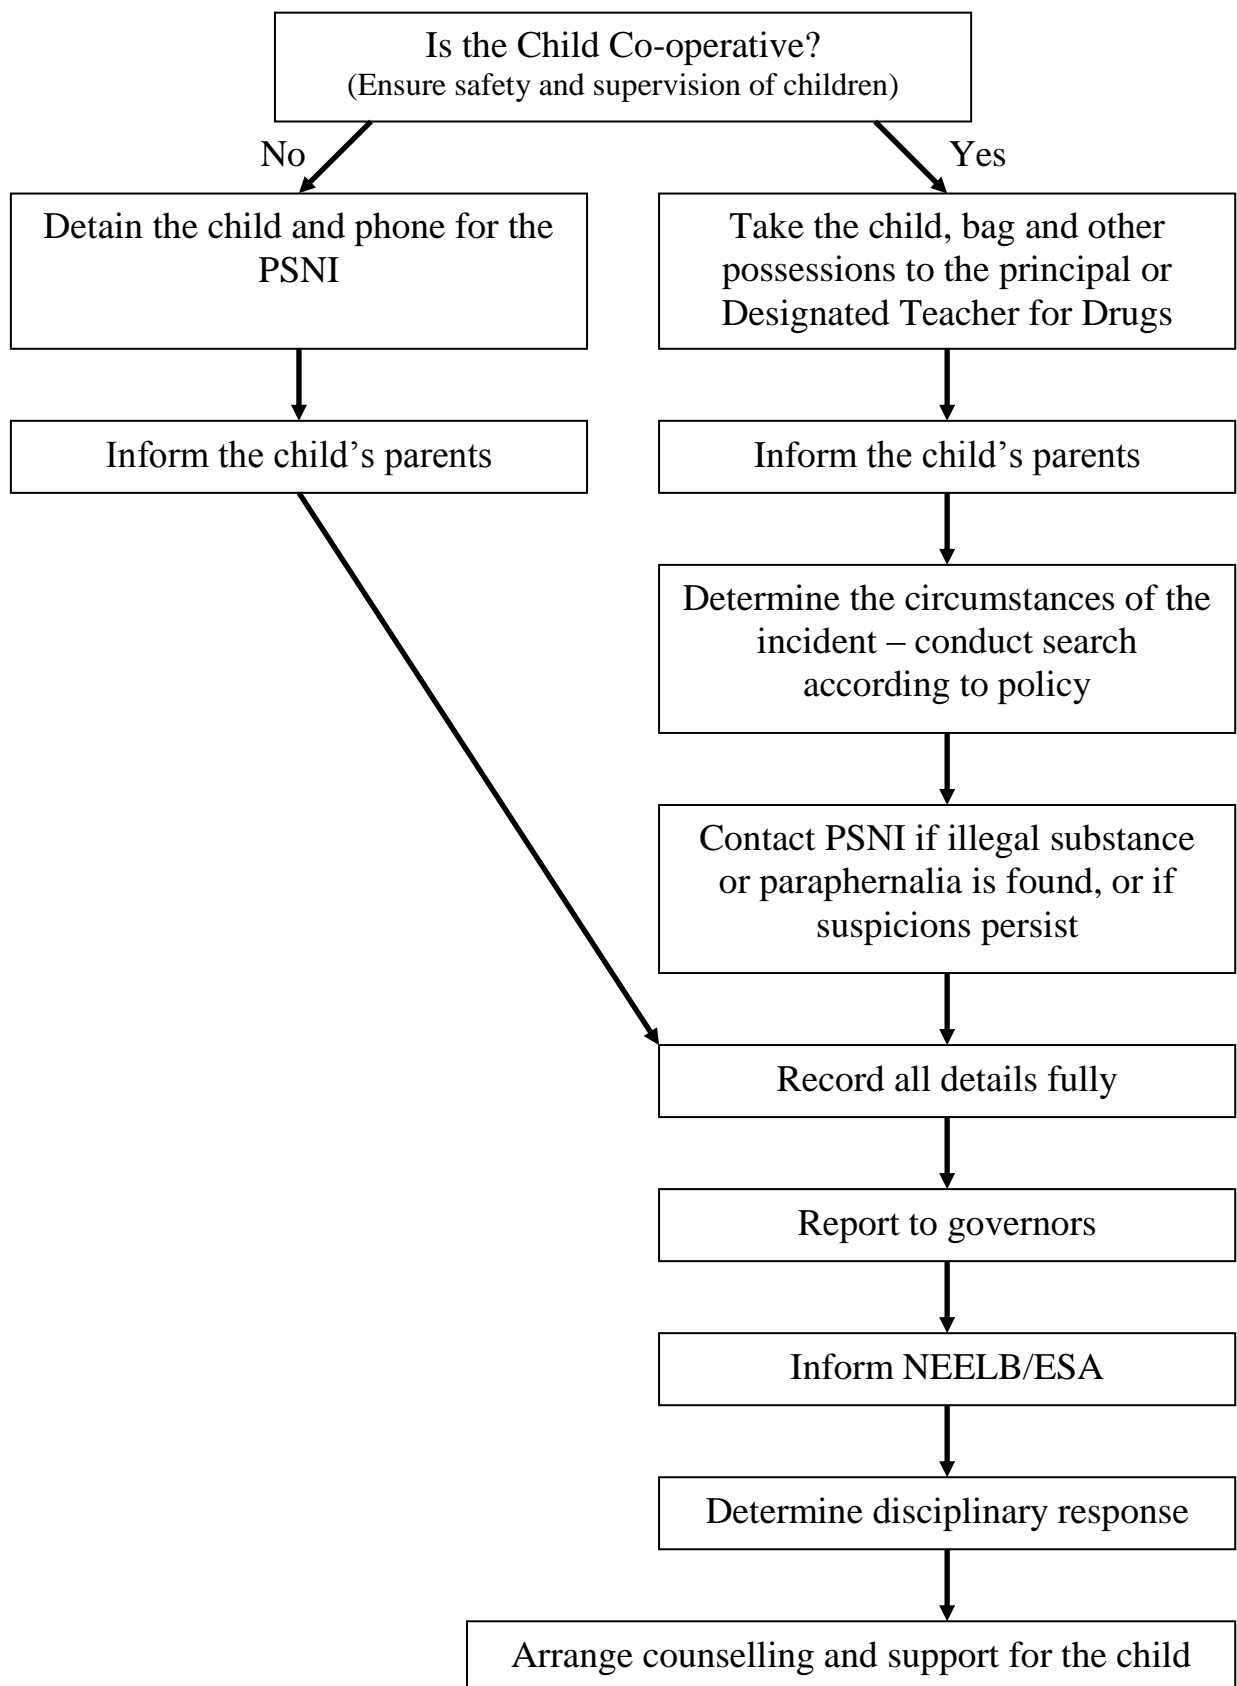 Is the Child Co-operative?
(Ensure safety and supervision of children)
No
Yes
Detain the child and phone for the
PSNI
Take the child, bag and other
possessions to the principal or
Designated Teacher for Drugs
Inform the child’s parents
Inform the child’s parents
Determine the circumstances of the
incident – conduct search
according to policy
Contact PSNI if illegal substance
or paraphernalia is found, or if
suspicions persist
Record all details fully
Report to governors
Inform NEELB/ESA
Determine disciplinary response
Arrange counselling and support for the child